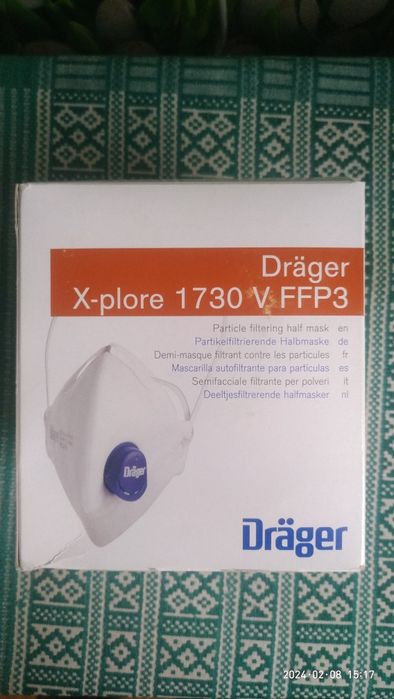 Dräger
X-plore 1730 V FFP3
Particle filtering half mask en
Partikelfiltrierende Halbmaske de
Demi-masque filtrant contre les particules fr
Mascarilla autofiltrante para partículas es
Semifacciale filtrante per polveri it
Deeltjesfiltrerende halfmasker nl
Dräger
Dräger
2024-02-08 15:17